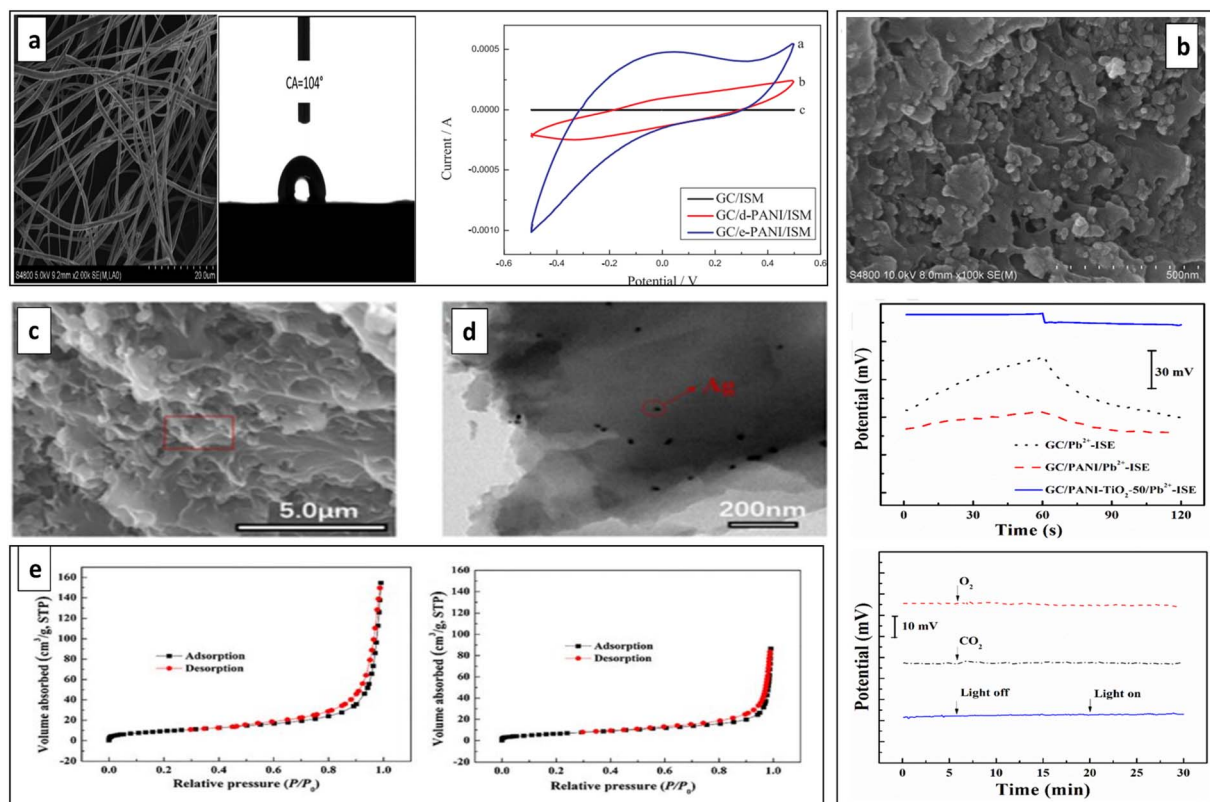 a
CA=104°
S4800 5.0kV 9.2mm x2.00k SE(M,LA0)
20.0um
Current / A
0.0005
0.0000
-0.0005
-0.0010
a
b
c
GC/ISM
GC/d-PANI/ISM
GC/e-PANI/ISM
-0.6
-0.4
-0.2
0.0
0.2
0.4
0.6
Potential / V
b
S4800 10.0kV 8.0mm x100k SE(M)
500nm
Potential (mV)
30 mV
GC/Pb²⁺-ISE
GC/PANI/Pb²⁺-ISE
GC/PANI-TiO₂-50/Pb²⁺-ISE
0
30
60
90
120
Time (s)
Potential (mV)
O₂
10 mV
CO₂
Light off
Light on
0
5
10
15
20
25
30
Time (min)
c
5.0μm
d
Ag
200nm
e
Volume absorbed (cm³/g, STP)
160
140
120
100
80
60
40
20
0
-20
Adsorption
Desorption
0.0
0.2
0.4
0.6
0.8
1.0
Relative pressure (P/P₀)
Volume absorbed (cm³/g, STP)
160
140
120
100
80
60
40
20
0
-20
Adsorption
Desorption
0.0
0.2
0.4
0.6
0.8
1.0
Relative pressure (P/P₀)